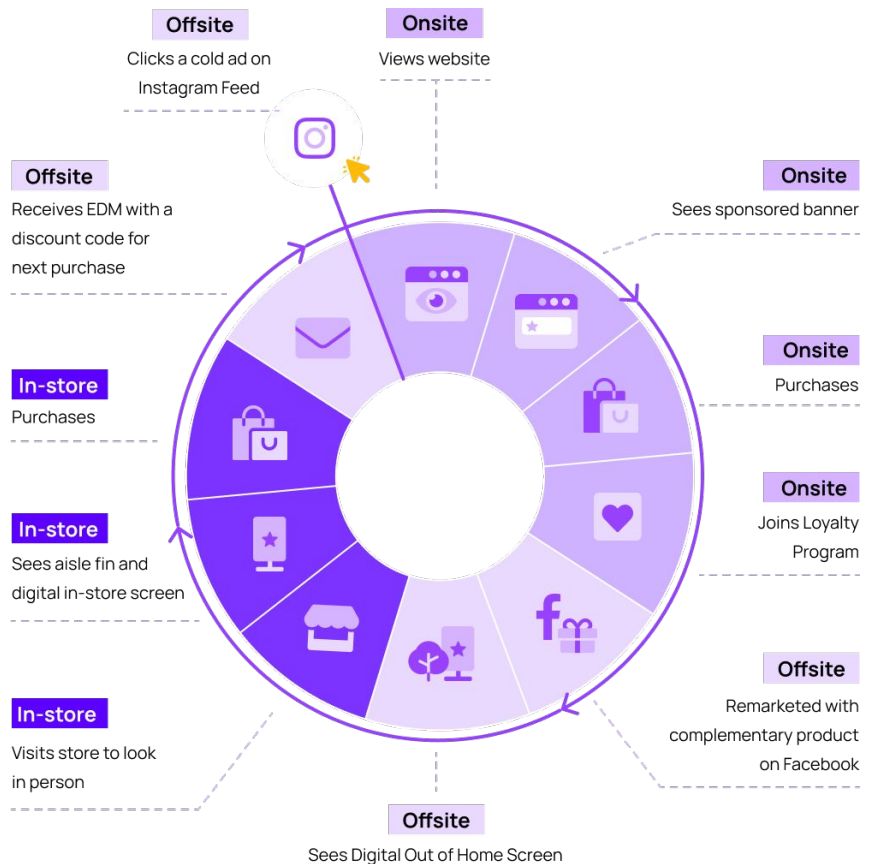 Offsite
Clicks a cold ad on
Instagram Feed
Onsite
Views website
Onsite
Sees sponsored banner
Onsite
Purchases
Onsite
Joins Loyalty
Program
Offsite
Remarketed with
complementary product
on Facebook
Offsite
Sees Digital Out of Home Screen
In-store
Visits store to look
in person
In-store
Sees aisle fin and
digital in-store screen
In-store
Purchases
Offsite
Receives EDM with a
discount code for
next purchase